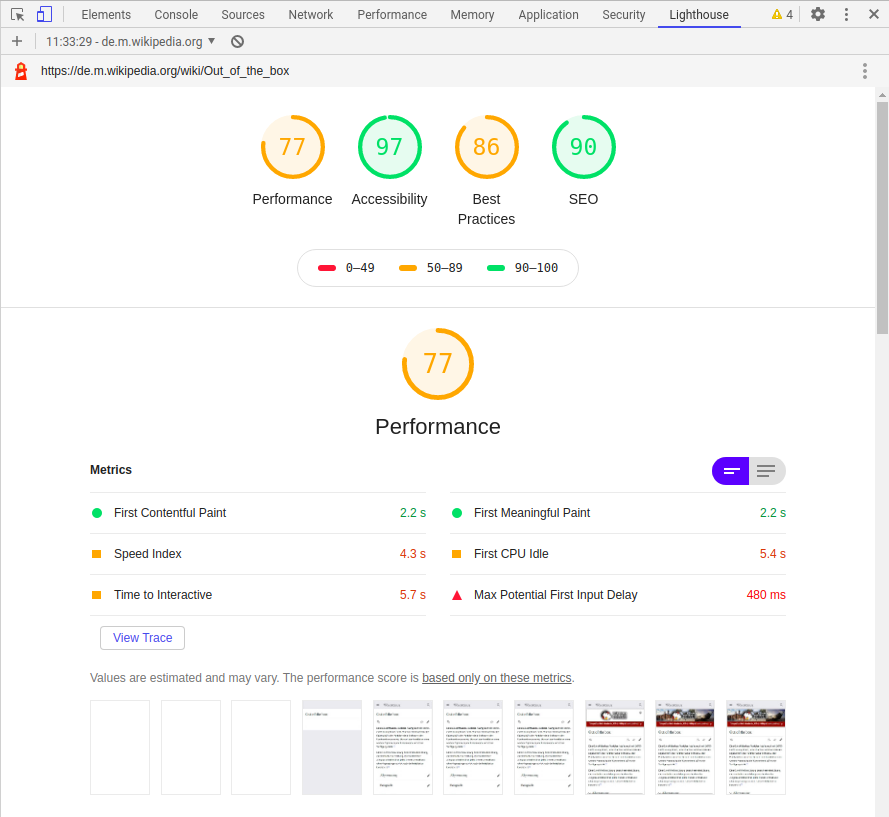 Elements Console Sources Network Performance Memory Application Security Lighthouse 4
11:33:29 - de.m.wikipedia.org
https://de.m.wikipedia.org/wiki/Out_of_the_box
77 97 86 90
Performance Accessibility Best Practices SEO
0–49 50–89 90–100
77
Performance
Metrics
First Contentful Paint 2.2 s First Meaningful Paint 2.2 s
Speed Index 4.3 s First CPU Idle 5.4 s
Time to Interactive 5.7 s Max Potential First Input Delay 480 ms
View Trace
Values are estimated and may vary. The performance score is based only on these metrics.